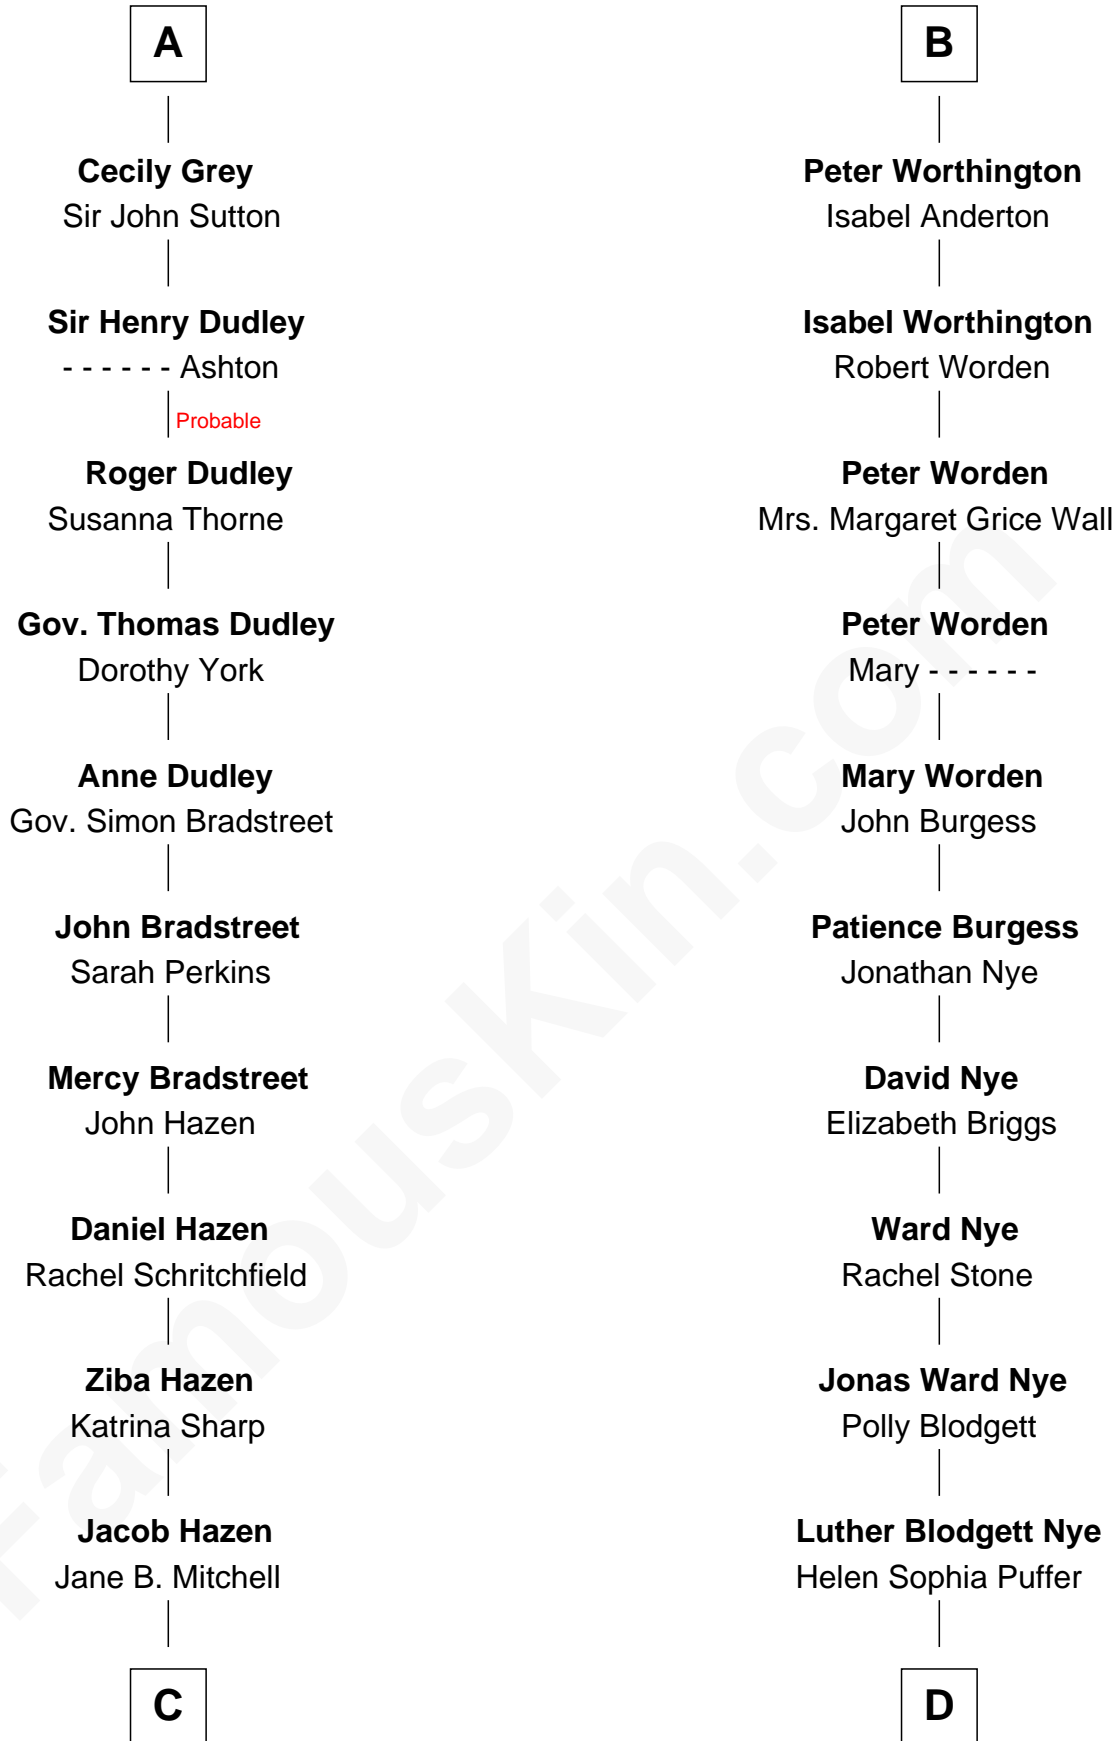 A
Cecily Grey
Sir John Sutton
Sir Henry Dudley
- - - - - - Ashton
Probable
Roger Dudley
Susanna Thorne
Gov. Thomas Dudley
Dorothy York
Anne Dudley
Gov. Simon Bradstreet
John Bradstreet
Sarah Perkins
Mercy Bradstreet
John Hazen
Daniel Hazen
Rachel Schritchfield
Ziba Hazen
Katrina Sharp
Jacob Hazen
Jane B. Mitchell
C
B
Peter Worthington
Isabel Anderton
Isabel Worthington
Robert Worden
Peter Worden
Mrs. Margaret Grice Wall
Peter Worden
Mary - - - - - -
Mary Worden
John Burgess
Patience Burgess
Jonathan Nye
David Nye
Elizabeth Briggs
Ward Nye
Rachel Stone
Jonas Ward Nye
Polly Blodgett
Luther Blodgett Nye
Helen Sophia Puffer
D
FamousKin.com